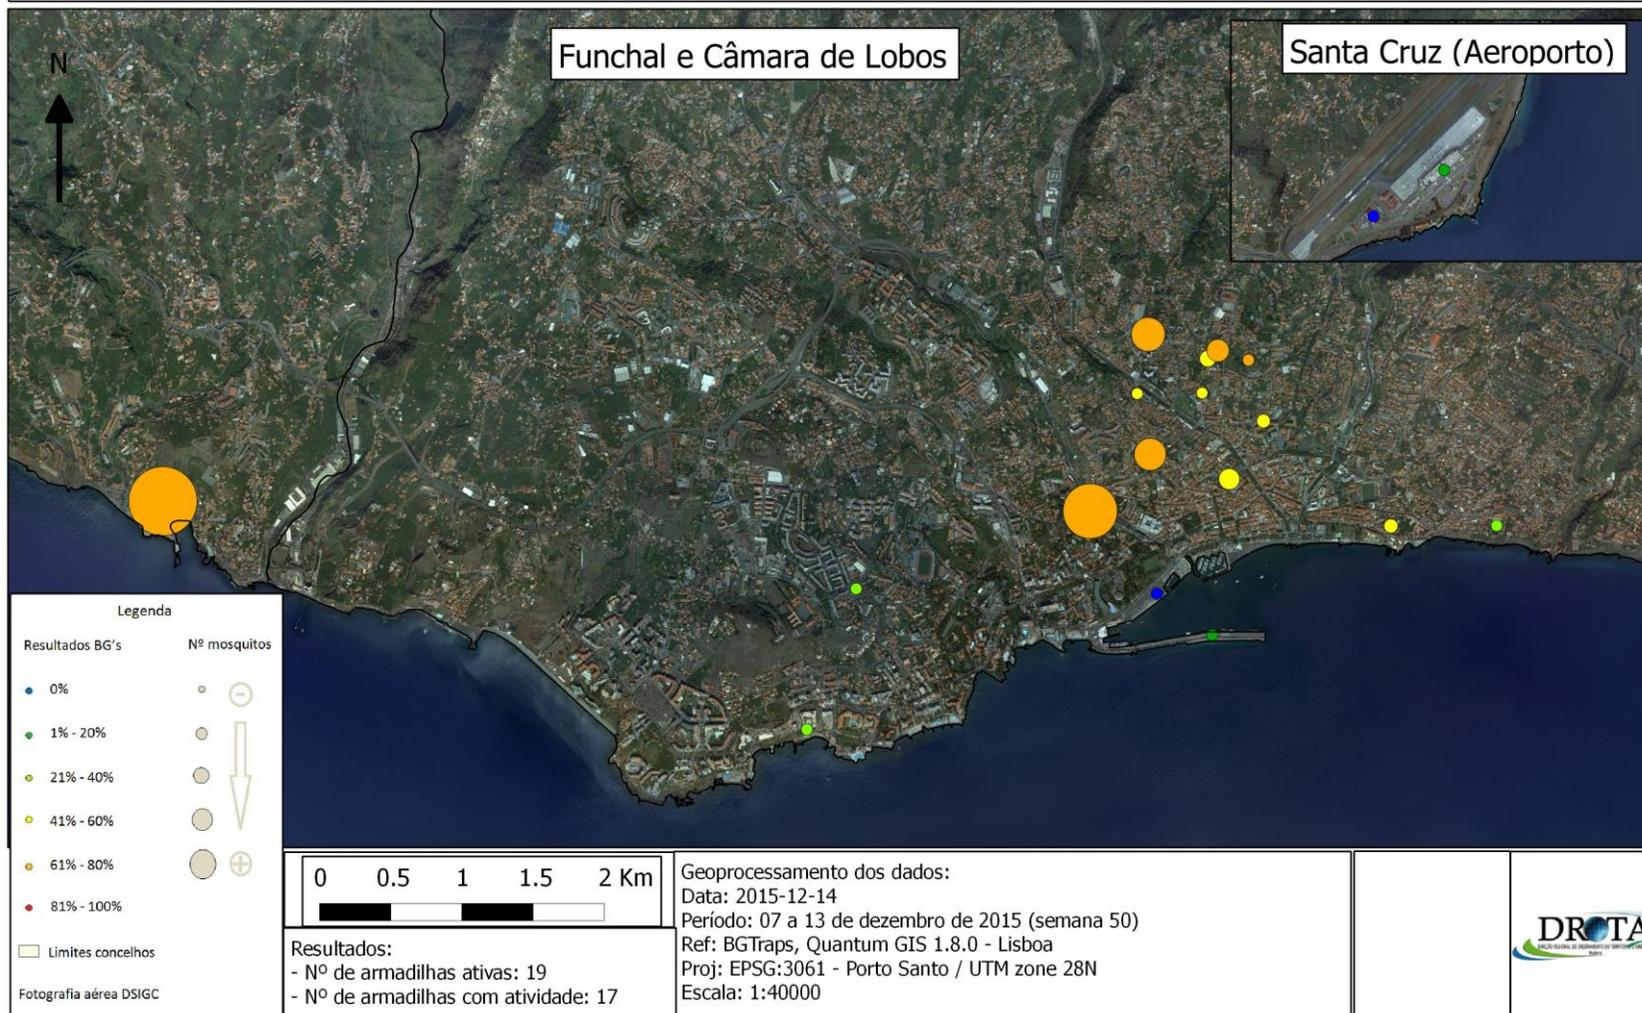 Funchal e Câmara de Lobos
Santa Cruz (Aeroporto)
N
Legenda
Resultados BG's
Nº mosquitos
0%
1% - 20%
21% - 40%
41% - 60%
61% - 80%
81% - 100%
Limites concelhos
Fotografia aérea DSIGC
0 0.5 1 1.5 2 Km
Resultados:
- Nº de armadilhas ativas: 19
- Nº de armadilhas com atividade: 17
Geoprocessamento dos dados:
Data: 2015-12-14
Período: 07 a 13 de dezembro de 2015 (semana 50)
Ref: BGTraps, Quantum GIS 1.8.0 - Lisboa
Proj: EPSG:3061 - Porto Santo / UTM zone 28N
Escala: 1:40000
DROTA